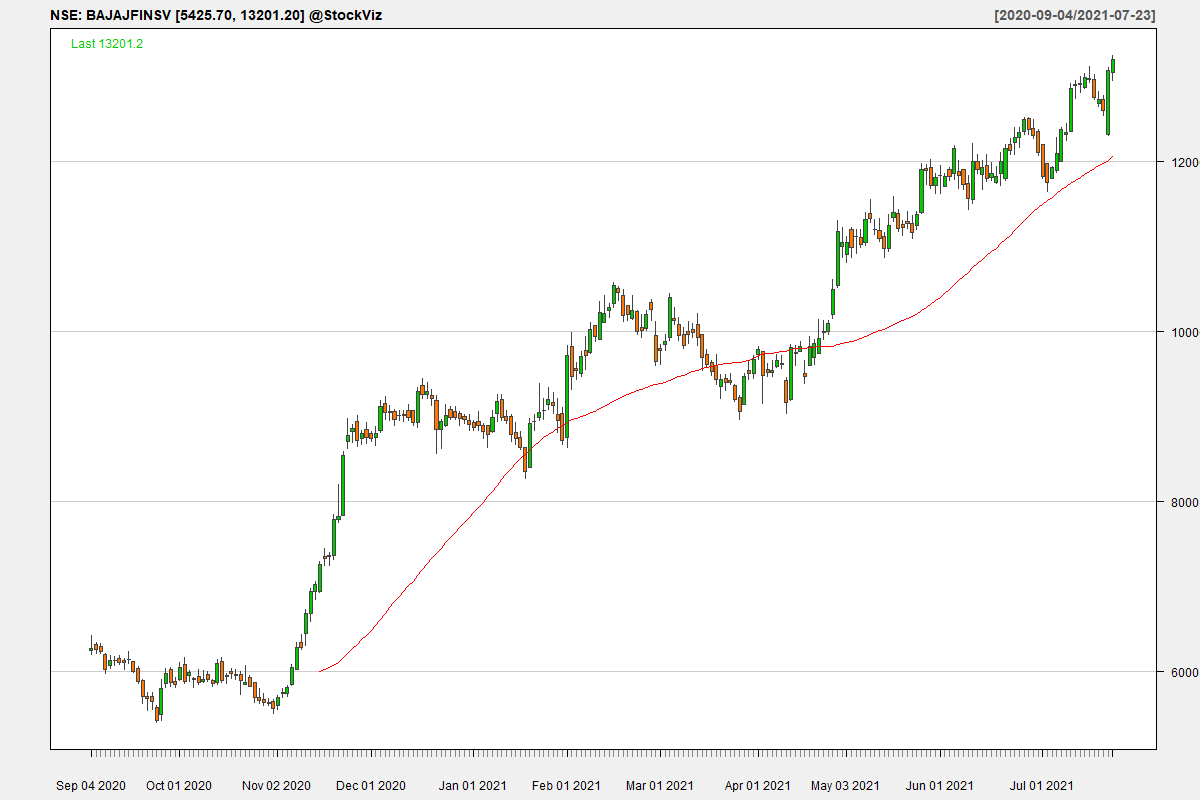 NSE: BAJAJFINSV [5425.70, 13201.20] @StockViz [2020-09-04/2021-07-23]
Last 13201.2
1200
1000
8000
6000
Sep 04 2020 Oct 01 2020 Nov 02 2020 Dec 01 2020 Jan 01 2021 Feb 01 2021 Mar 01 2021 Apr 01 2021 May 03 2021 Jun 01 2021 Jul 01 2021